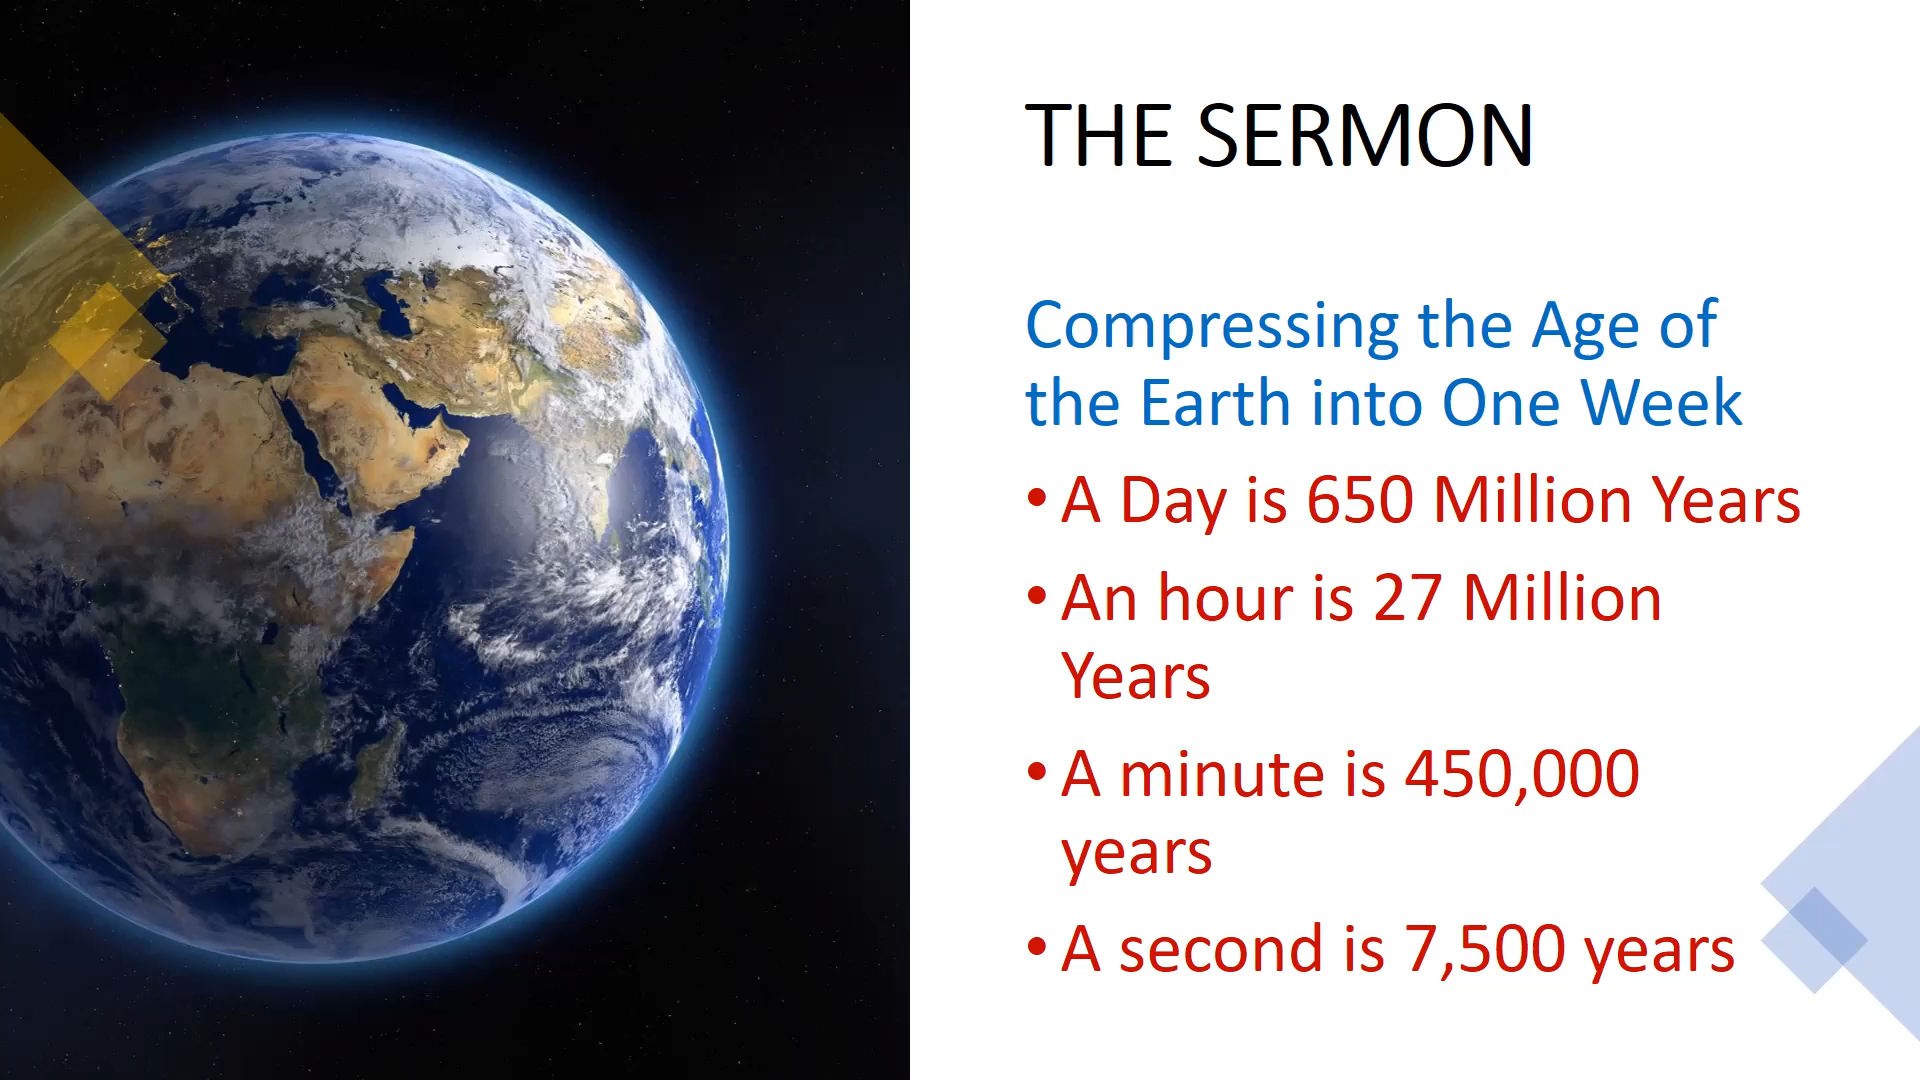 THE SERMON
Compressing the Age of
the Earth into One Week
• A Day is 650 Million Years
• An hour is 27 Million
Years
• A minute is 450,000
years
• A second is 7,500 years